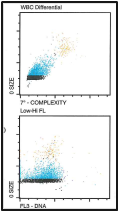 WBC Differential
0 SIZE
7° - COMPLEXITY
Low-Hi FL
0 SIZE
FL3 - DNA